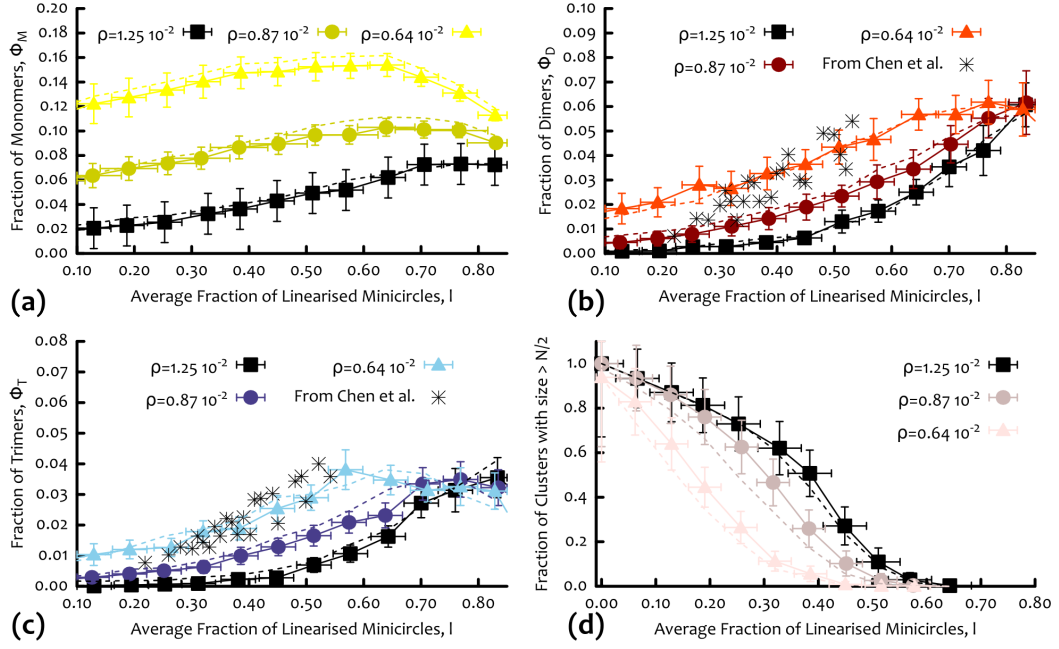 0.20
0.16
0.12
0.08
0.04
0.02
0.00
Fraction of Monomers, Φ_M
ρ=1.25 10⁻²
ρ=0.87 10⁻²
ρ=0.64 10⁻²
0.10 0.20 0.30 0.40 0.50 0.60 0.70 0.80
Average Fraction of Linearised Minicircles, l
(a)
0.10
0.09
0.08
0.07
0.06
0.05
0.04
0.03
0.02
0.01
0.00
Fraction of Dimers, Φ_D
ρ=1.25 10⁻²
ρ=0.64 10⁻²
ρ=0.87 10⁻²
From Chen et al.
0.10 0.20 0.30 0.40 0.50 0.60 0.70 0.80
Average Fraction of Linearised Minicircles, l
(b)
0.08
0.07
0.06
0.05
0.04
0.03
0.02
0.01
0.00
Fraction of Trimers, Φ_T
ρ=1.25 10⁻²
ρ=0.64 10⁻²
ρ=0.87 10⁻²
From Chen et al.
0.10 0.20 0.30 0.40 0.50 0.60 0.70 0.80
Average Fraction of Linearised Minicircles, l
(c)
1.0
0.8
0.6
0.4
0.2
0.0
Fraction of Clusters with size > N/2
ρ=1.25 10⁻²
ρ=0.87 10⁻²
ρ=0.64 10⁻²
0.00 0.10 0.20 0.30 0.40 0.50 0.60 0.70 0.80
Average Fraction of Linearised Minicircles, l
(d)